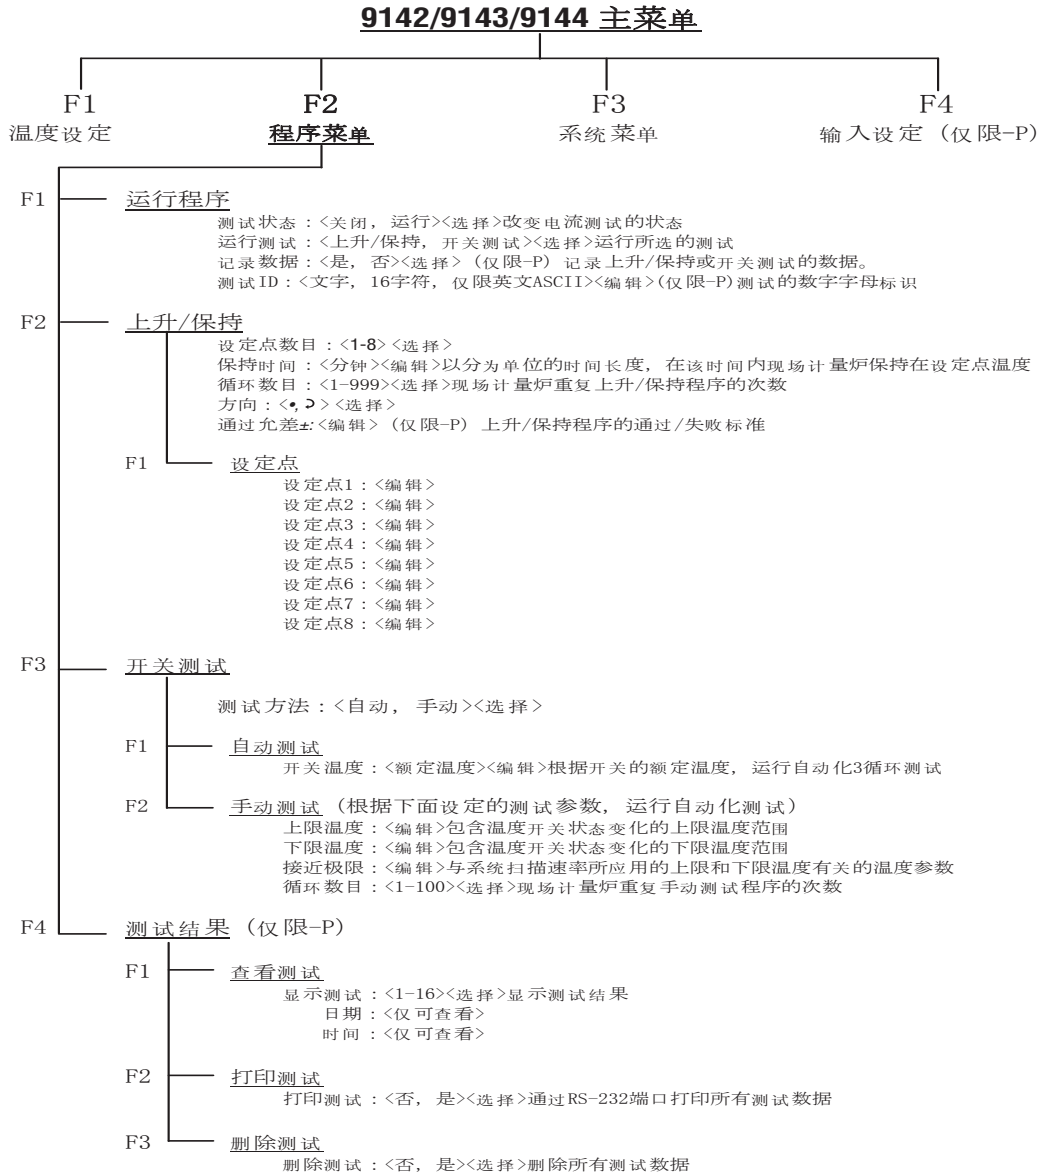 9142/9143/9144 主菜单
F1 F2 F3 F4
温度设定 程序菜单 系统菜单 输入设定 (仅限-P)
F1 运行程序
测试状态：<关闭, 运行><选择>改变电流测试的状态
运行测试：<上升/保持, 开关测试><选择>运行所选的测试
记录数据：<是, 否><选择> (仅限-P) 记录上升/保持或开关测试的数据。
测试ID：<文字, 16字符, 仅限英文ASCII><编辑>(仅限-P)测试的数字字母标识
F2 上升/保持
设定点数目：<1-8><选择>
保持时间：<分钟><编辑>以分为单位的时间长度, 在该时间内现场计量炉保持在设定点温度
循环数目：<1-999><选择>现场计量炉重复上升/保持程序的次数
方向：<•, ><选择>
通过允差±:<编辑> (仅限-P) 上升/保持程序的通过/失败标准
F1 设定点
设定点1：<编辑>
设定点2：<编辑>
设定点3：<编辑>
设定点4：<编辑>
设定点5：<编辑>
设定点6：<编辑>
设定点7：<编辑>
设定点8：<编辑>
F3 开关测试
测试方法：<自动, 手动><选择>
F1 自动测试
开关温度：<额定温度><编辑>根据开关的额定温度, 运行自动化3循环测试
F2 手动测试 (根据下面设定的测试参数, 运行自动化测试)
上限温度：<编辑>包含温度开关状态变化的上限温度范围
下限温度：<编辑>包含温度开关状态变化的下限温度范围
接近极限：<编辑>与系统扫描速率所应用的上限和下限温度有关的温度参数
循环数目：<1-100><选择>现场计量炉重复手动测试程序的次数
F4 测试结果 (仅限-P)
F1 查看测试
显示测试：<1-16><选择>显示测试结果
日期：<仅可查看>
时间：<仅可查看>
F2 打印测试
打印测试：<否, 是><选择>通过RS-232端口打印所有测试数据
F3 删除测试
删除测试：<否, 是><选择>删除所有测试数据